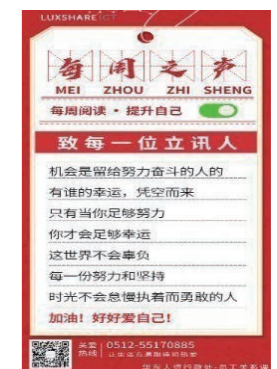 LUXSHARE ICT
每周之声
MEI ZHOU ZHI SHENG
每周阅读·提升自己
致每一位立讯人
机会是留给努力奋斗的人的
有谁的幸运，凭空而来
只有当你足够努力
你才会足够幸运
这世界不会辜负
每一份努力和坚持
时光不会怠慢执着而勇敢的人
加油！好好爱自己！
关爱热线
0512-55170885